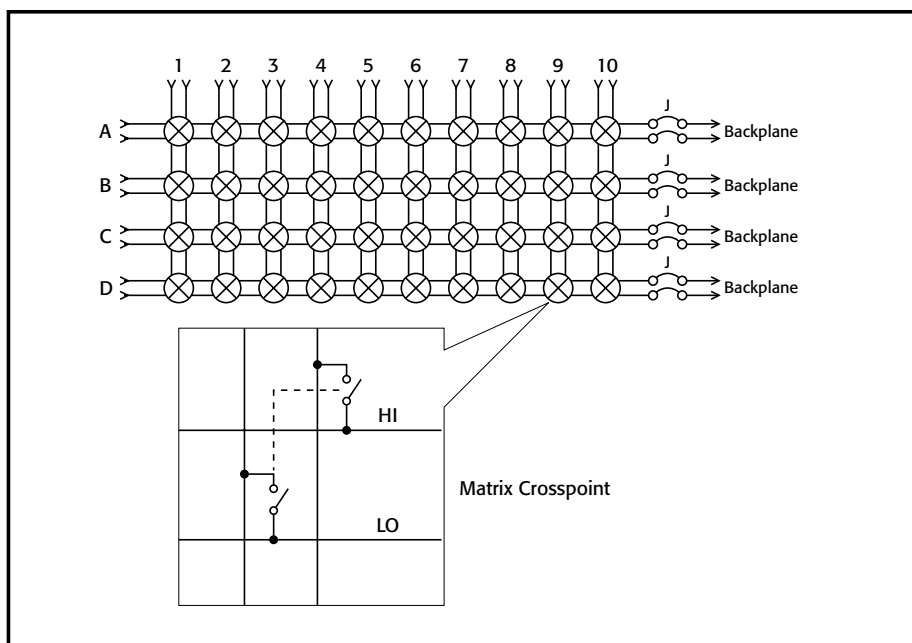 1 2 3 4 5 6 7 8 9 10
J
A Backplane
J
B Backplane
J
C Backplane
J
D Backplane
HI
Matrix Crosspoint
LO